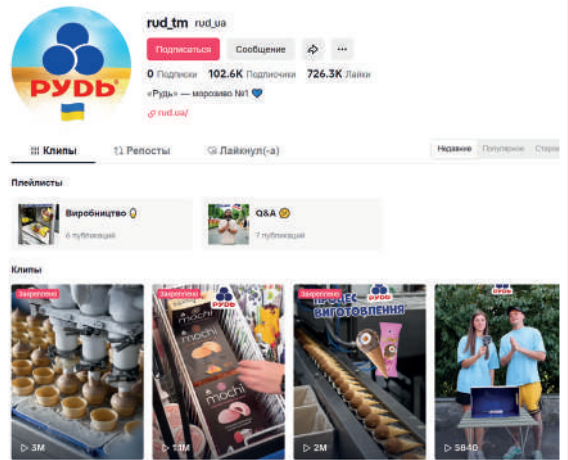 rud_tm rud_ua
РУДЬ®
Подписаться Сообщение ...
0 Подписки 102.6K Подписчики 726.3K Лайки
«Рудь» — морозиво №1
rud.ua/
Клипы Репосты Лайкнул(-а) Недавние Популярное
Плейлисты
Виробництво
6 публикаций
Q&A
7 публикаций
Клипы
Закреплено
3M
Закреплено
РУДЬ
mochi
mochi
1.1M
Закреплено
ПРОЦЕС
РУДЬ
ВИГОТОВЛЕННЯ
2M
РУДЬ
5840